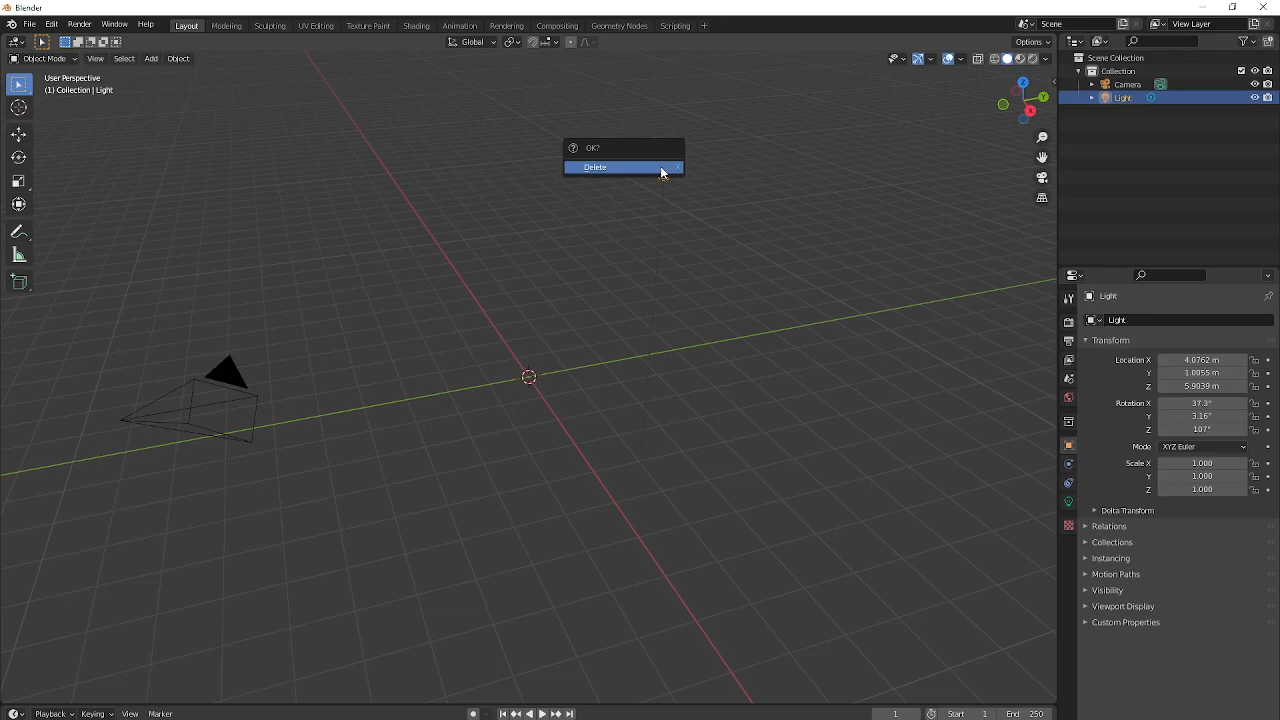 Blender
File Edit Render Window Help Layout Modeling Sculpting UV Editing Texture Paint Shading Animation Rendering Compositing Geometry Nodes Scripting + Scene View Layer
Global Options
Object Mode View Select Add Object
User Perspective
(1) Collection | Light
Z
Y
X
OK?
Delete X
Scene Collection
Collection
Camera
Light
Light
Light
Transform
Location X 4.0762 m
Y 1.0055 m
Z 5.9039 m
Rotation X 37.3°
Y 3.16°
Z 107°
Mode XYZ Euler
Scale X 1.000
Y 1.000
Z 1.000
Delta Transform
Relations
Collections
Instancing
Motion Paths
Visibility
Viewport Display
Custom Properties
Playback Keying View Marker 1 Start 1 End 250